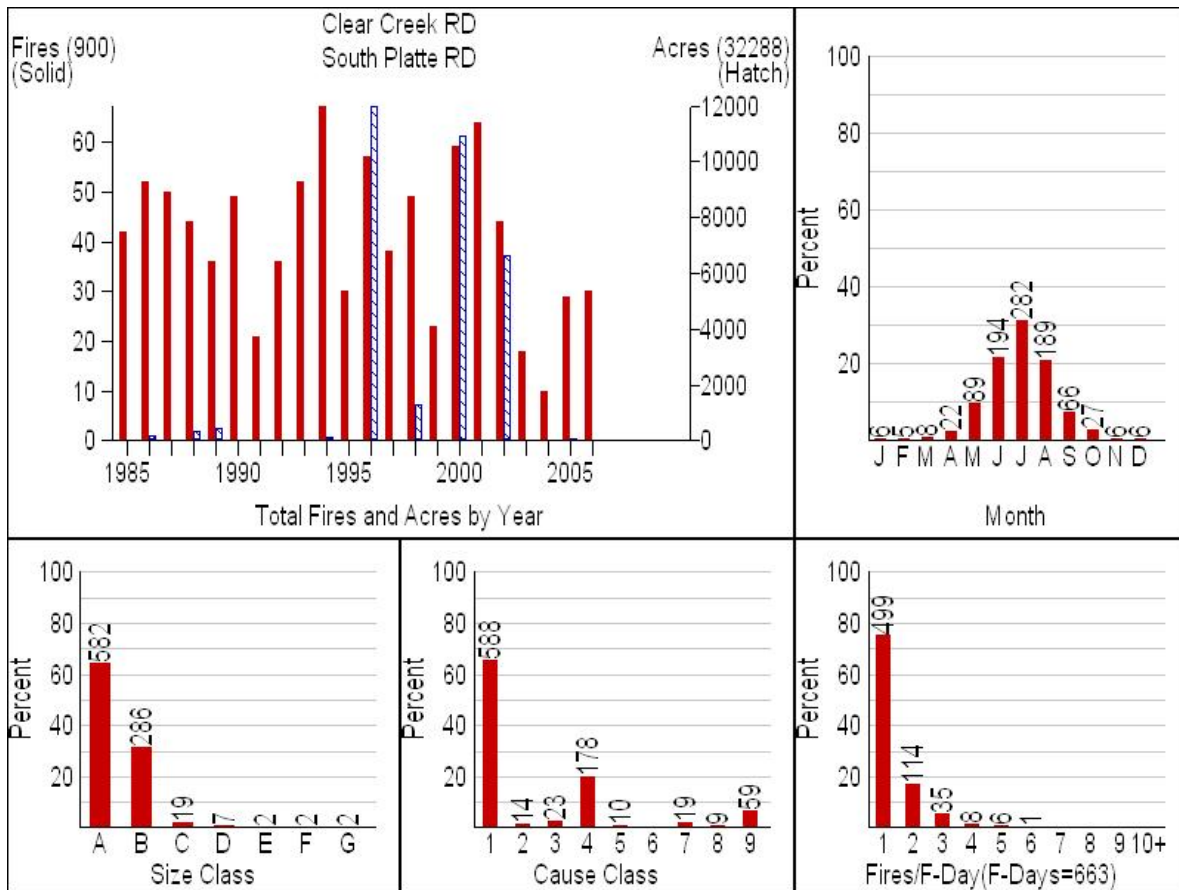 Clear Creek RD
South Platte RD
Fires (900)
(Solid)
Acres (32288)
(Hatch)
60
50
40
30
20
10
0
12000
10000
8000
6000
4000
2000
0
1985 1990 1995 2000 2005
Total Fires and Acres by Year
100
80
60
40
20
Percent
6 5 8 22 89 194 282 189 66 27 6 6
J F M A M J J A S O N D
Month
100
80
60
40
20
Percent
582 286 19 7 2 2 2
A B C D E F G
Size Class
100
80
60
40
20
Percent
588 14 23 178 10 19 9 59
1 2 3 4 5 6 7 8 9
Cause Class
100
80
60
40
20
Percent
499 114 35 8 6 1
1 2 3 4 5 6 7 8 9 10+
Fires/F-Day(F-Days=663)